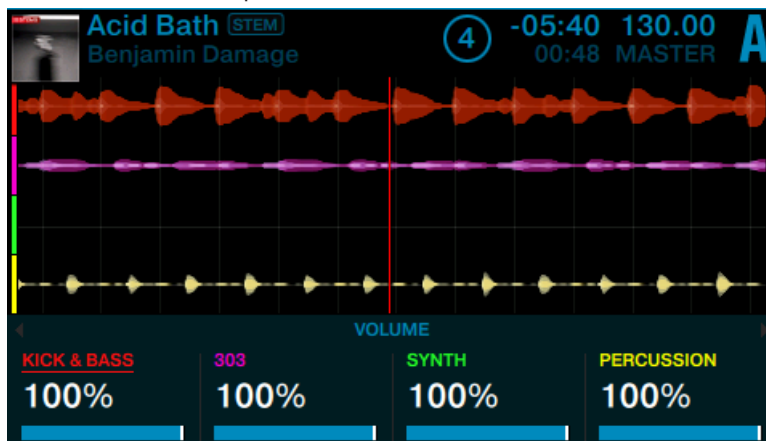 Acid Bath STEM
Benjamin Damage
4
-05:40 130.00
00:48 MASTER
A
VOLUME
KICK & BASS 303 SYNTH PERCUSSION
100% 100% 100% 100%